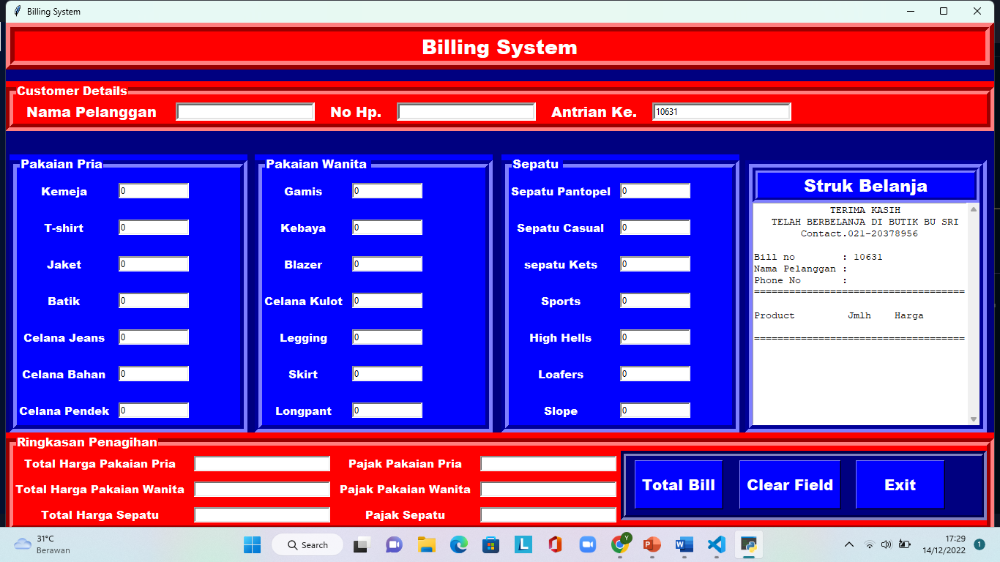 Billing System
Billing System
Customer Details
Nama Pelanggan No Hp. Antrian Ke. 10631
Pakaian Pria
Kemeja 0
T-shirt 0
Jaket 0
Batik 0
Celana Jeans 0
Celana Bahan 0
Celana Pendek 0
Pakaian Wanita
Gamis 0
Kebaya 0
Blazer 0
Celana Kulot 0
Legging 0
Skirt 0
Longpant 0
Sepatu
Sepatu Pantopel 0
Sepatu Casual 0
sepatu Kets 0
Sports 0
High Hells 0
Loafers 0
Slope 0
Struk Belanja
TERIMA KASIH
TELAH BERBELANJA DI BUTIK BU SRI
Contact.021-20378956
Bill no : 10631
Nama Pelanggan :
Phone No :
====================================
Product Jmlh Harga
====================================
Ringkasan Penagihan
Total Harga Pakaian Pria Pajak Pakaian Pria
Total Harga Pakaian Wanita Pajak Pakaian Wanita
Total Harga Sepatu Pajak Sepatu
Total Bill Clear Field Exit
31°C
Berawan
Search
L
Y
P
W
17:29
14/12/2022
1